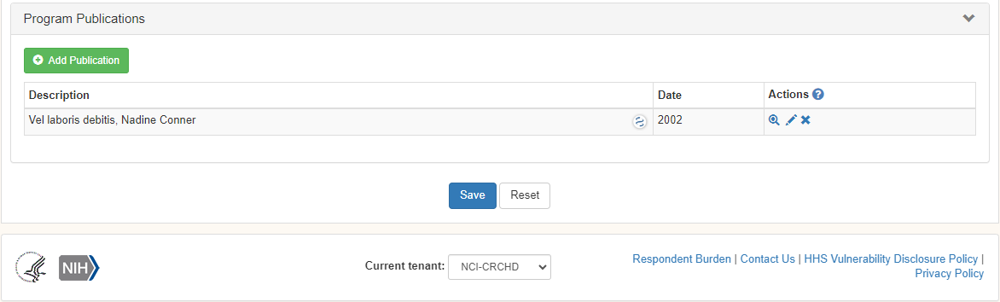 Program Publications
Add Publication
Description Date Actions
Vel laboris debitis, Nadine Conner 2002
Save Reset
NIH Current tenant: NCI-CRCHD Respondent Burden | Contact Us | HHS Vulnerability Disclosure Policy |
Privacy Policy